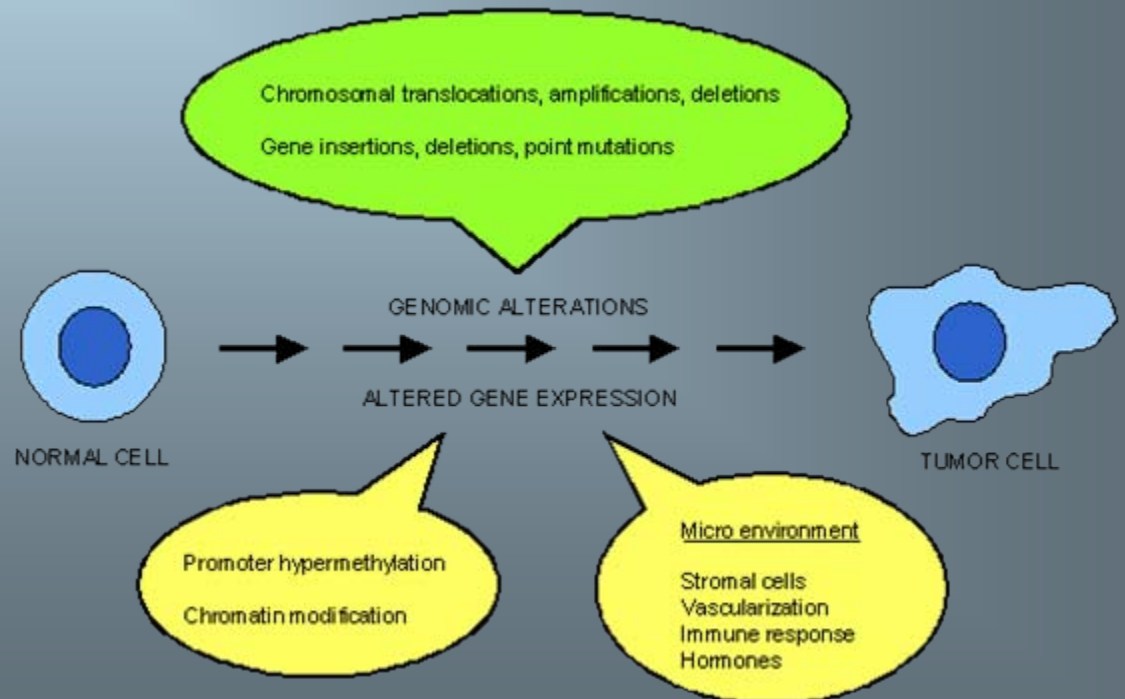 Chromosomal translocations, amplifications, deletions
Gene insertions, deletions, point mutations
GENOMIC ALTERATIONS
ALTERED GENE EXPRESSION
NORMAL CELL
TUMOR CELL
Promoter hypermethylation
Chromatin modification
Micro environment
Stromal cells
Vascularization
Immune response
Hormones